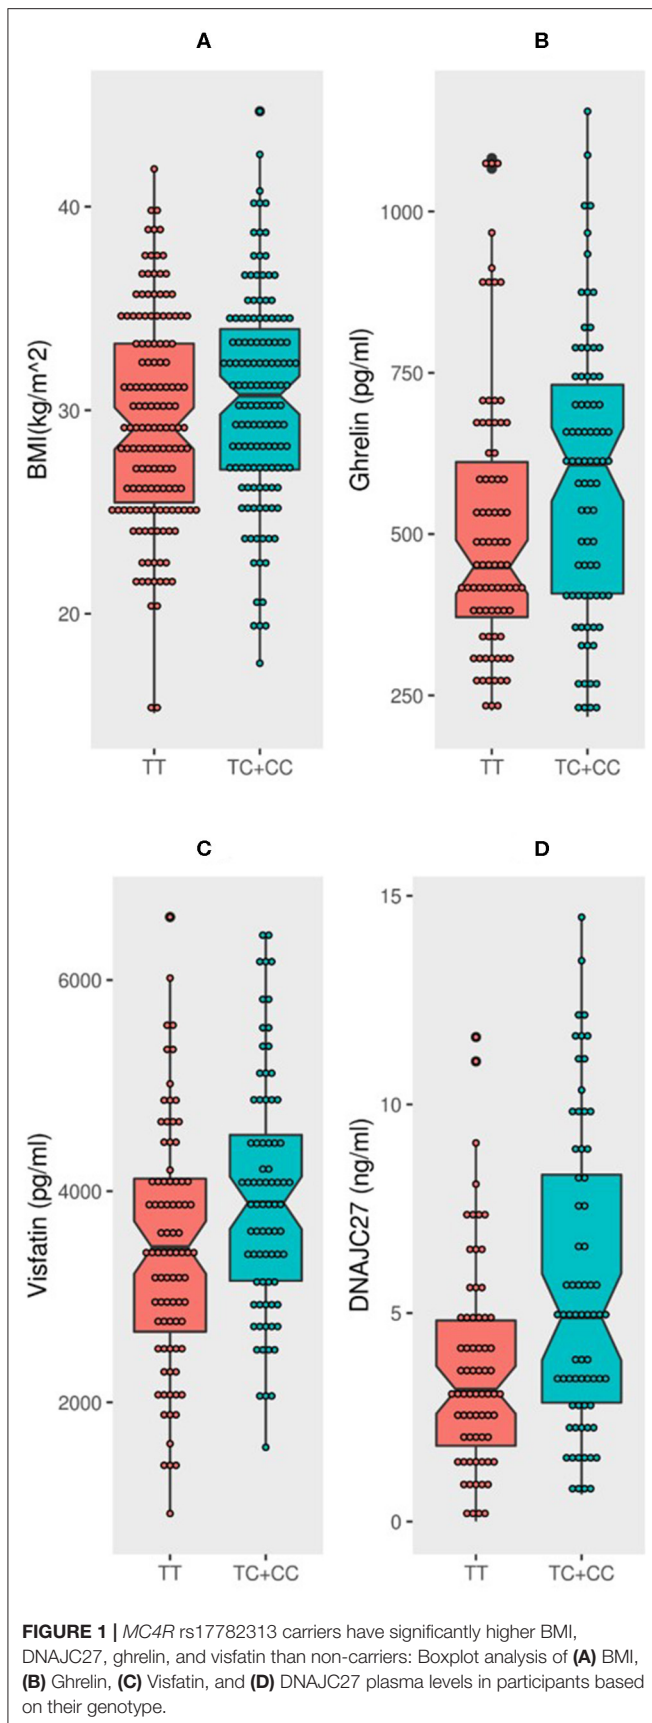 A
B
BMI(kg/m^2)
40
30
20
TT
TC+CC
Ghrelin (pg/ml)
1000
750
500
250
TT
TC+CC
C
D
Visfatin (pg/ml)
6000
4000
2000
TT
TC+CC
DNAJC27 (ng/ml)
15
10
5
0
TT
TC+CC
FIGURE 1 | MC4R rs17782313 carriers have significantly higher BMI,
DNAJC27, ghrelin, and visfatin than non-carriers: Boxplot analysis of (A) BMI,
(B) Ghrelin, (C) Visfatin, and (D) DNAJC27 plasma levels in participants based
on their genotype.